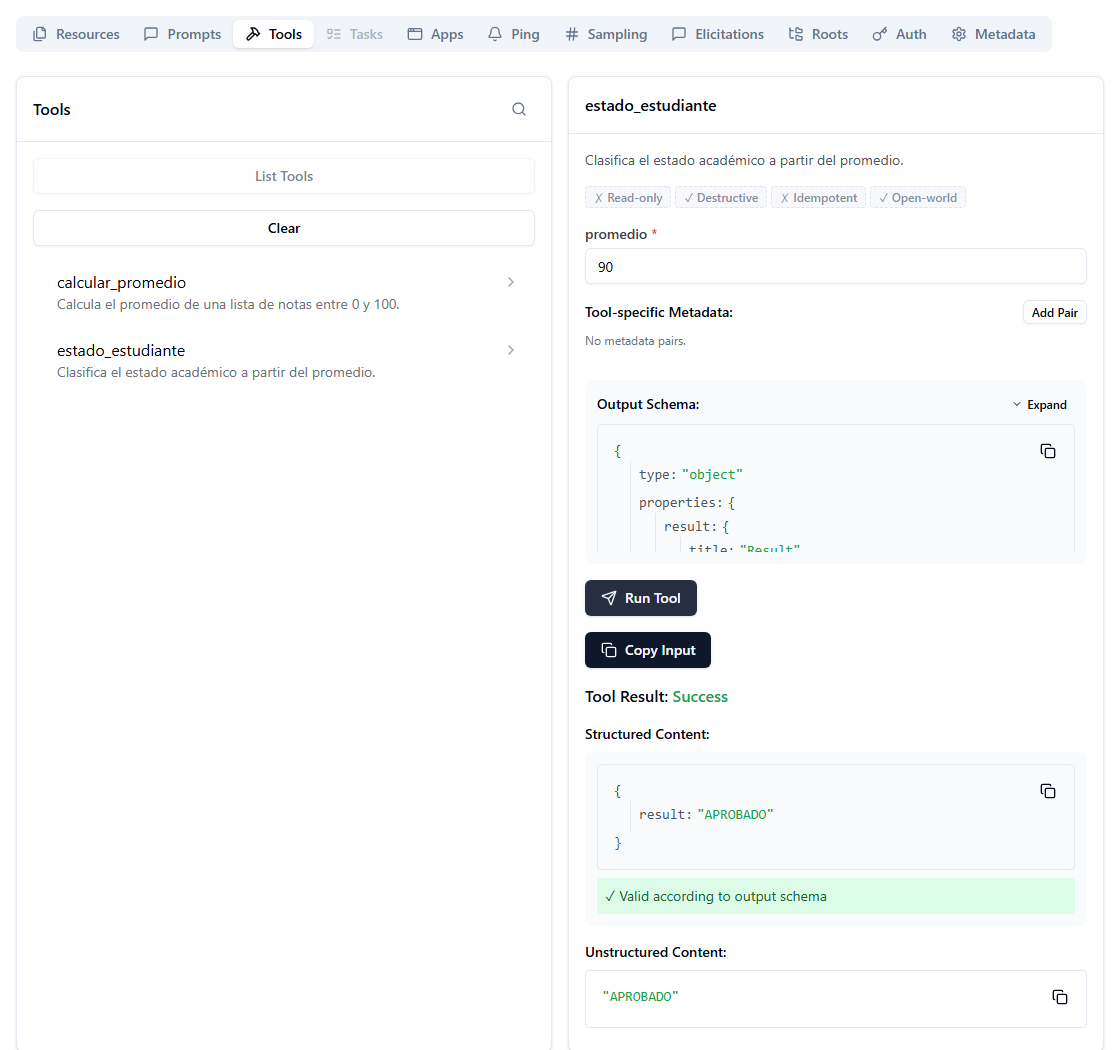 Resources Prompts Tools Tasks Apps Ping Sampling Elicitations Roots Auth Metadata
Tools
List Tools
Clear
calcular_promedio
Calcula el promedio de una lista de notas entre 0 y 100.
estado_estudiante
Clasifica el estado académico a partir del promedio.
estado_estudiante
Clasifica el estado académico a partir del promedio.
✗ Read-only ✓ Destructive ✗ Idempotent ✓ Open-world
promedio *
90
Tool-specific Metadata: Add Pair
No metadata pairs.
Output Schema: Expand
{
type: "object"
properties: {
result: {
title: "Result"
Run Tool
Copy Input
Tool Result: Success
Structured Content:
{
result: "APROBADO"
}
✓ Valid according to output schema
Unstructured Content:
"APROBADO"